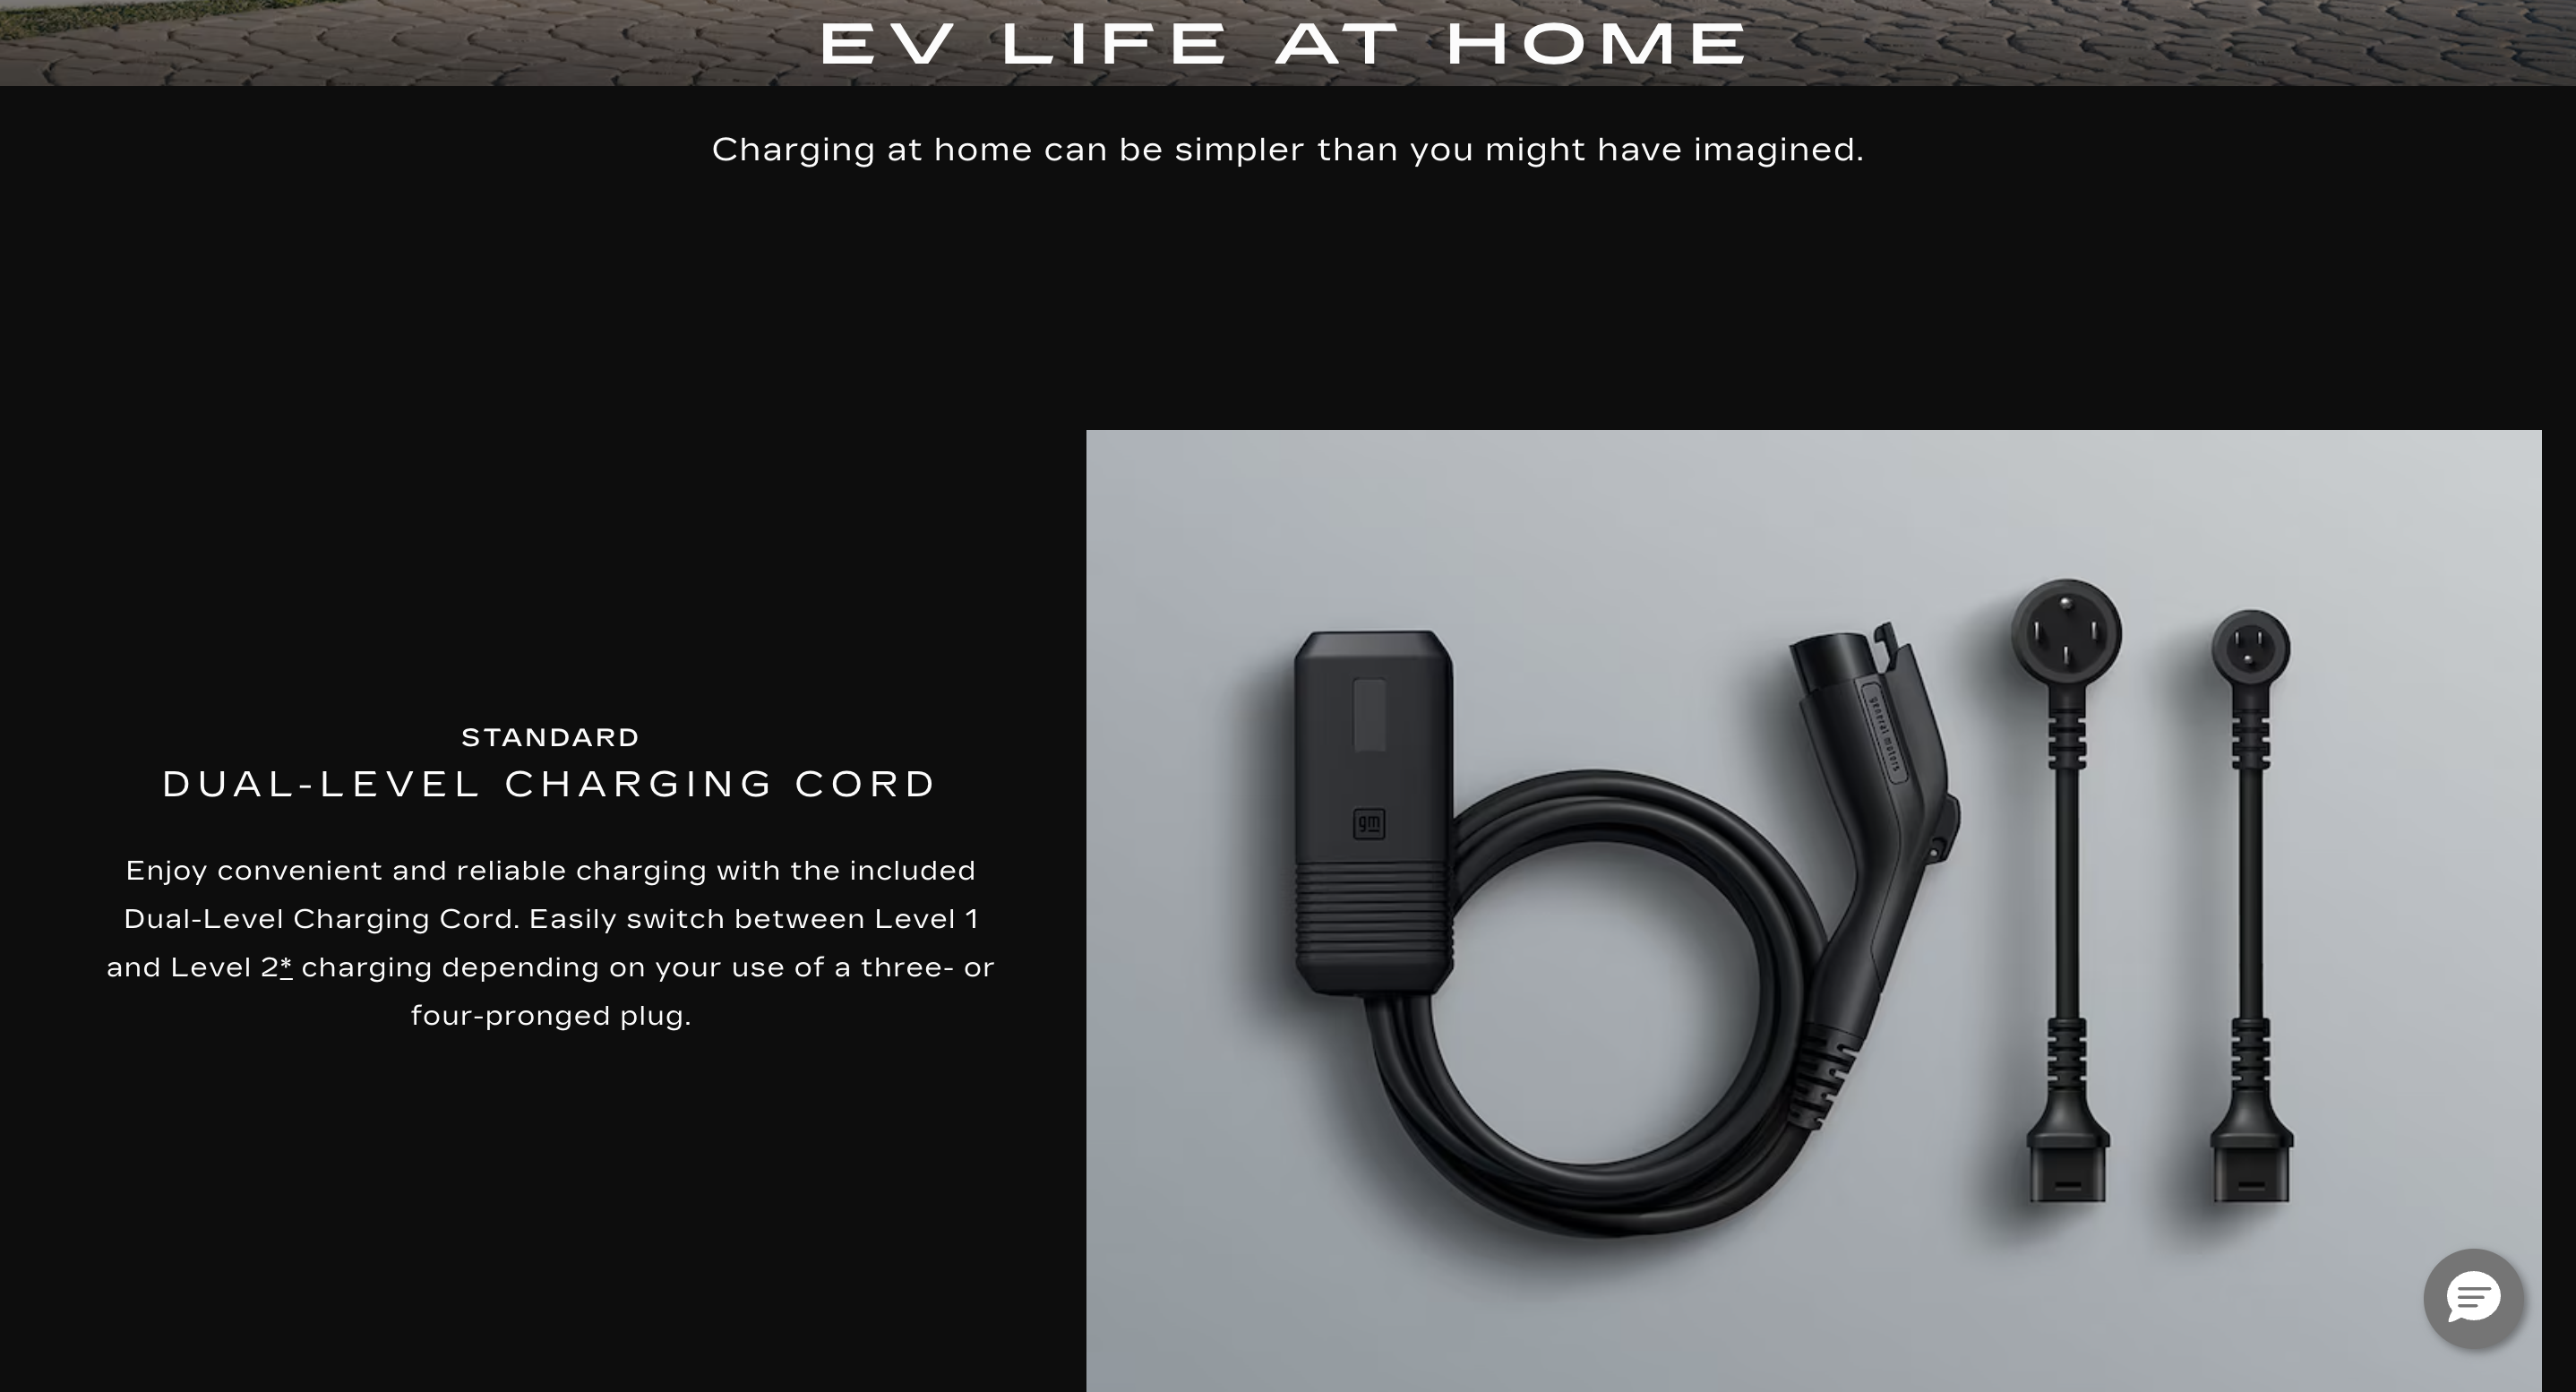 EV LIFE AT HOME
Charging at home can be simpler than you might have imagined.
STANDARD
DUAL-LEVEL CHARGING CORD
Enjoy convenient and reliable charging with the included
Dual-Level Charging Cord. Easily switch between Level 1
and Level 2* charging depending on your use of a three- or
four-pronged plug.
gm
general motors